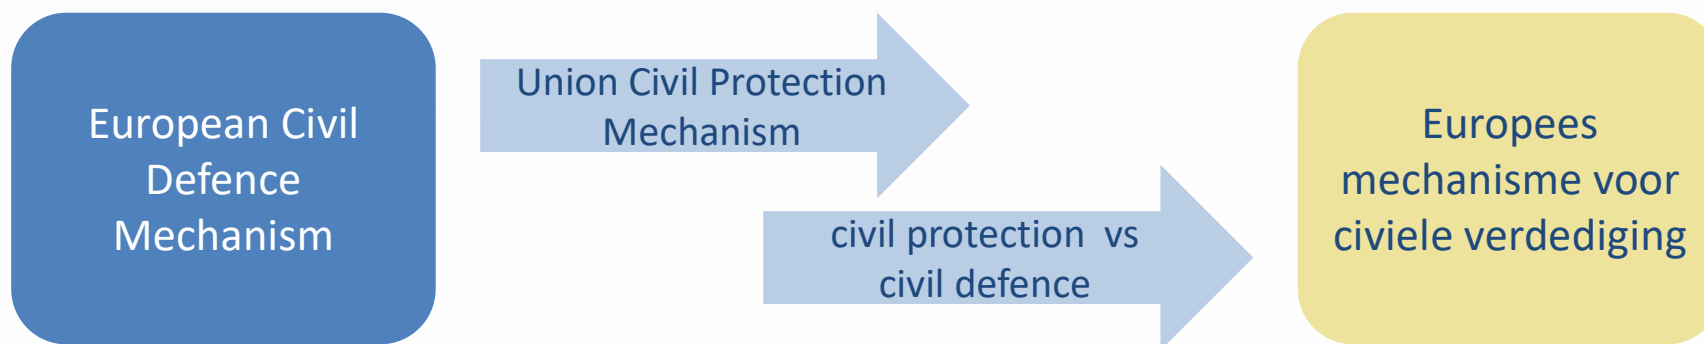 European Civil
Defence
Mechanism
Union Civil Protection
Mechanism
civil protection  vs
civil defence
Europees
mechanisme voor
civiele verdediging